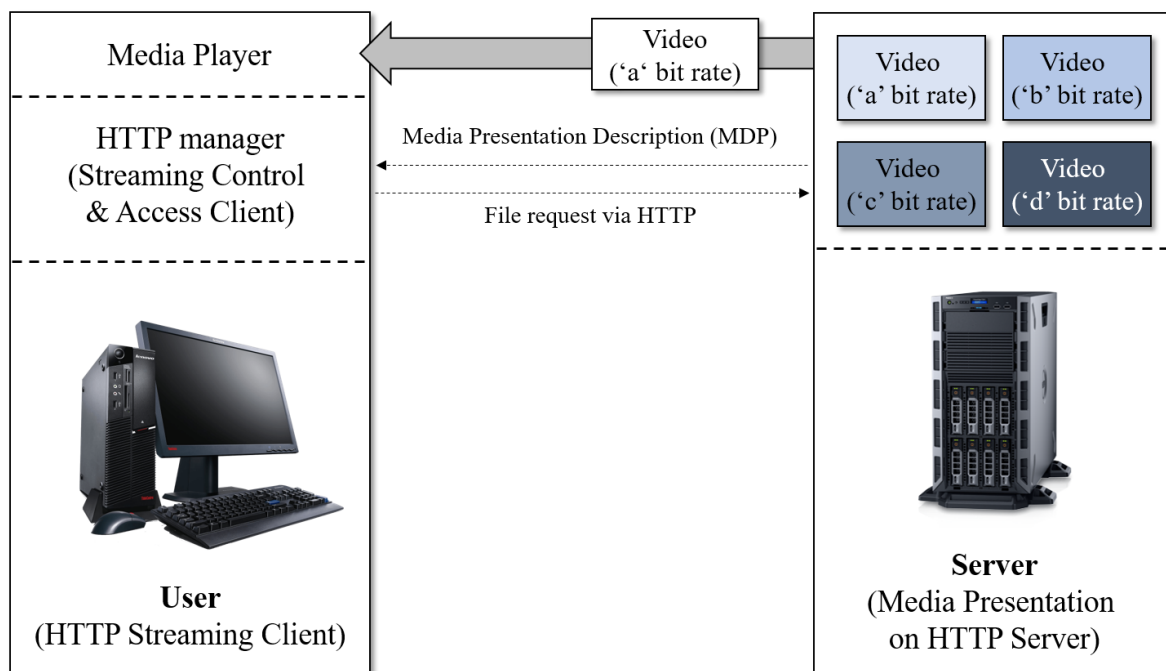 Media Player
HTTP manager
(Streaming Control
& Access Client)
User
(HTTP Streaming Client)
Video
(‘a‘ bit rate)
Media Presentation Description (MDP)
File request via HTTP
Video
(‘a’ bit rate)
Video
(‘b’ bit rate)
Video
(‘c’ bit rate)
Video
(‘d’ bit rate)
Server
(Media Presentation
on HTTP Server)